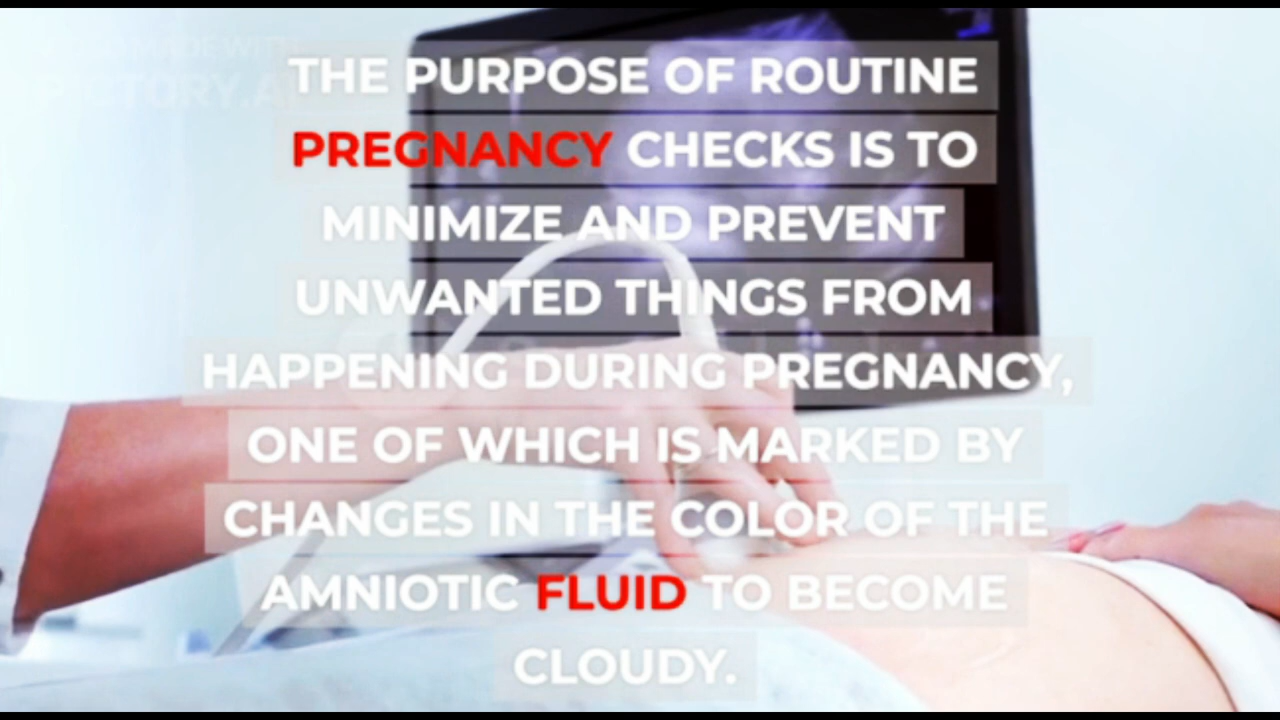 THE PURPOSE OF ROUTINE
PREGNANCY CHECKS IS TO
MINIMIZE AND PREVENT
UNWANTED THINGS FROM
HAPPENING DURING PREGNANCY,
ONE OF WHICH IS MARKED BY
CHANGES IN THE COLOR OF THE
AMNIOTIC FLUID TO BECOME
CLOUDY.